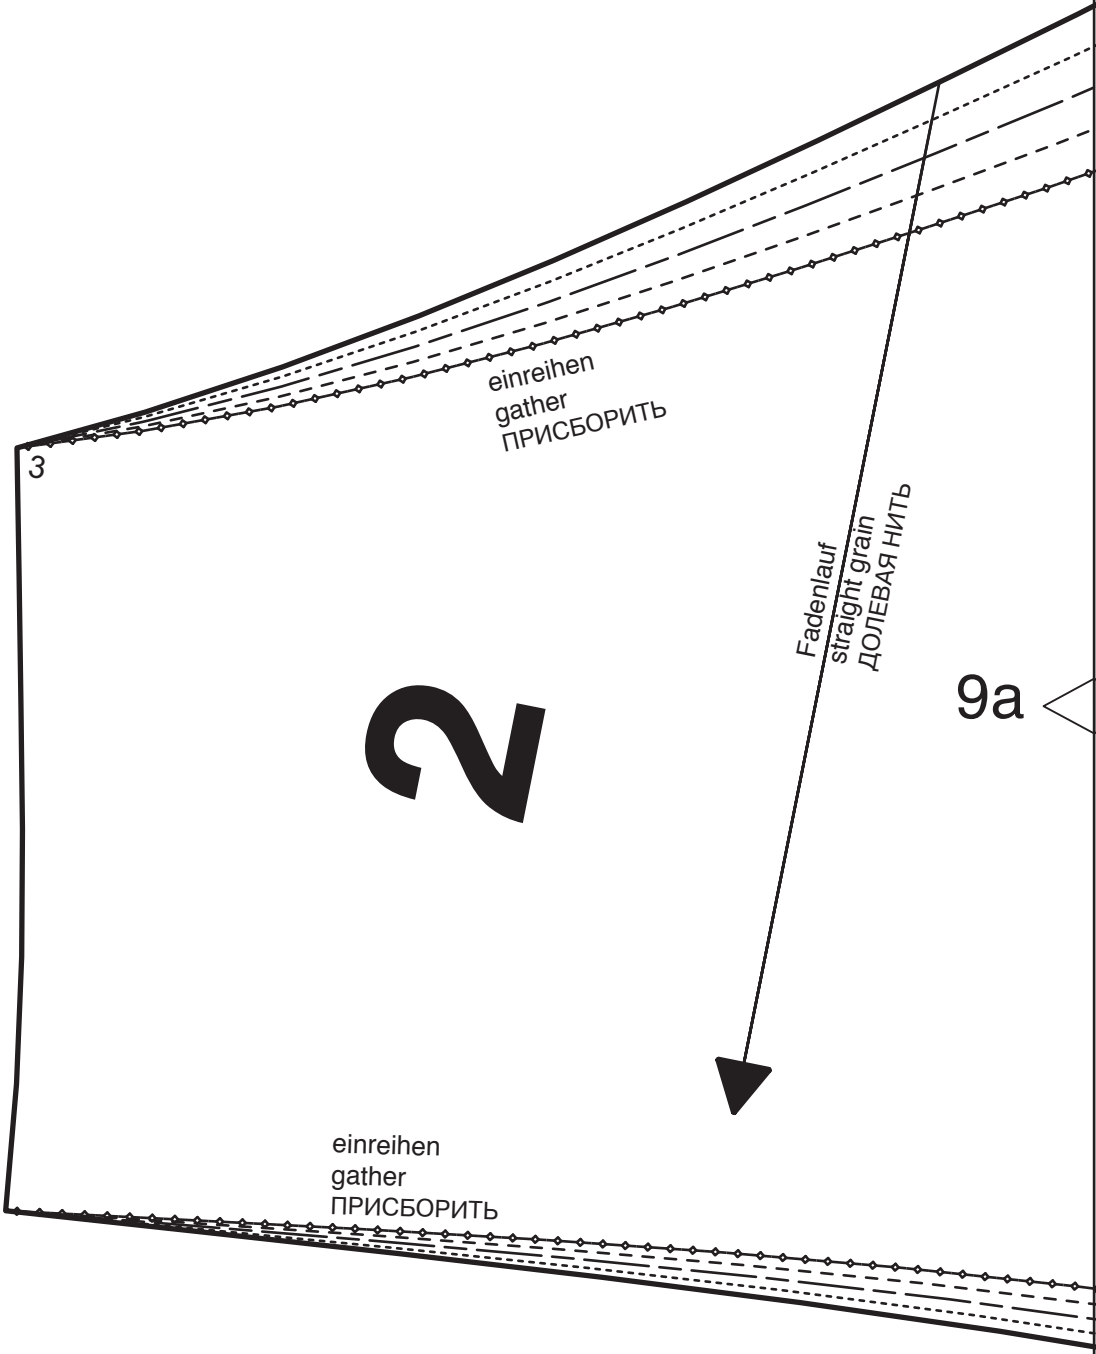 einreihen
gather
ПРИСБОРИТЬ
3
Fadenlauf
straight grain
ДОЛЕВАЯ НИТЬ
2
9a
einreihen
gather
ПРИСБОРИТЬ